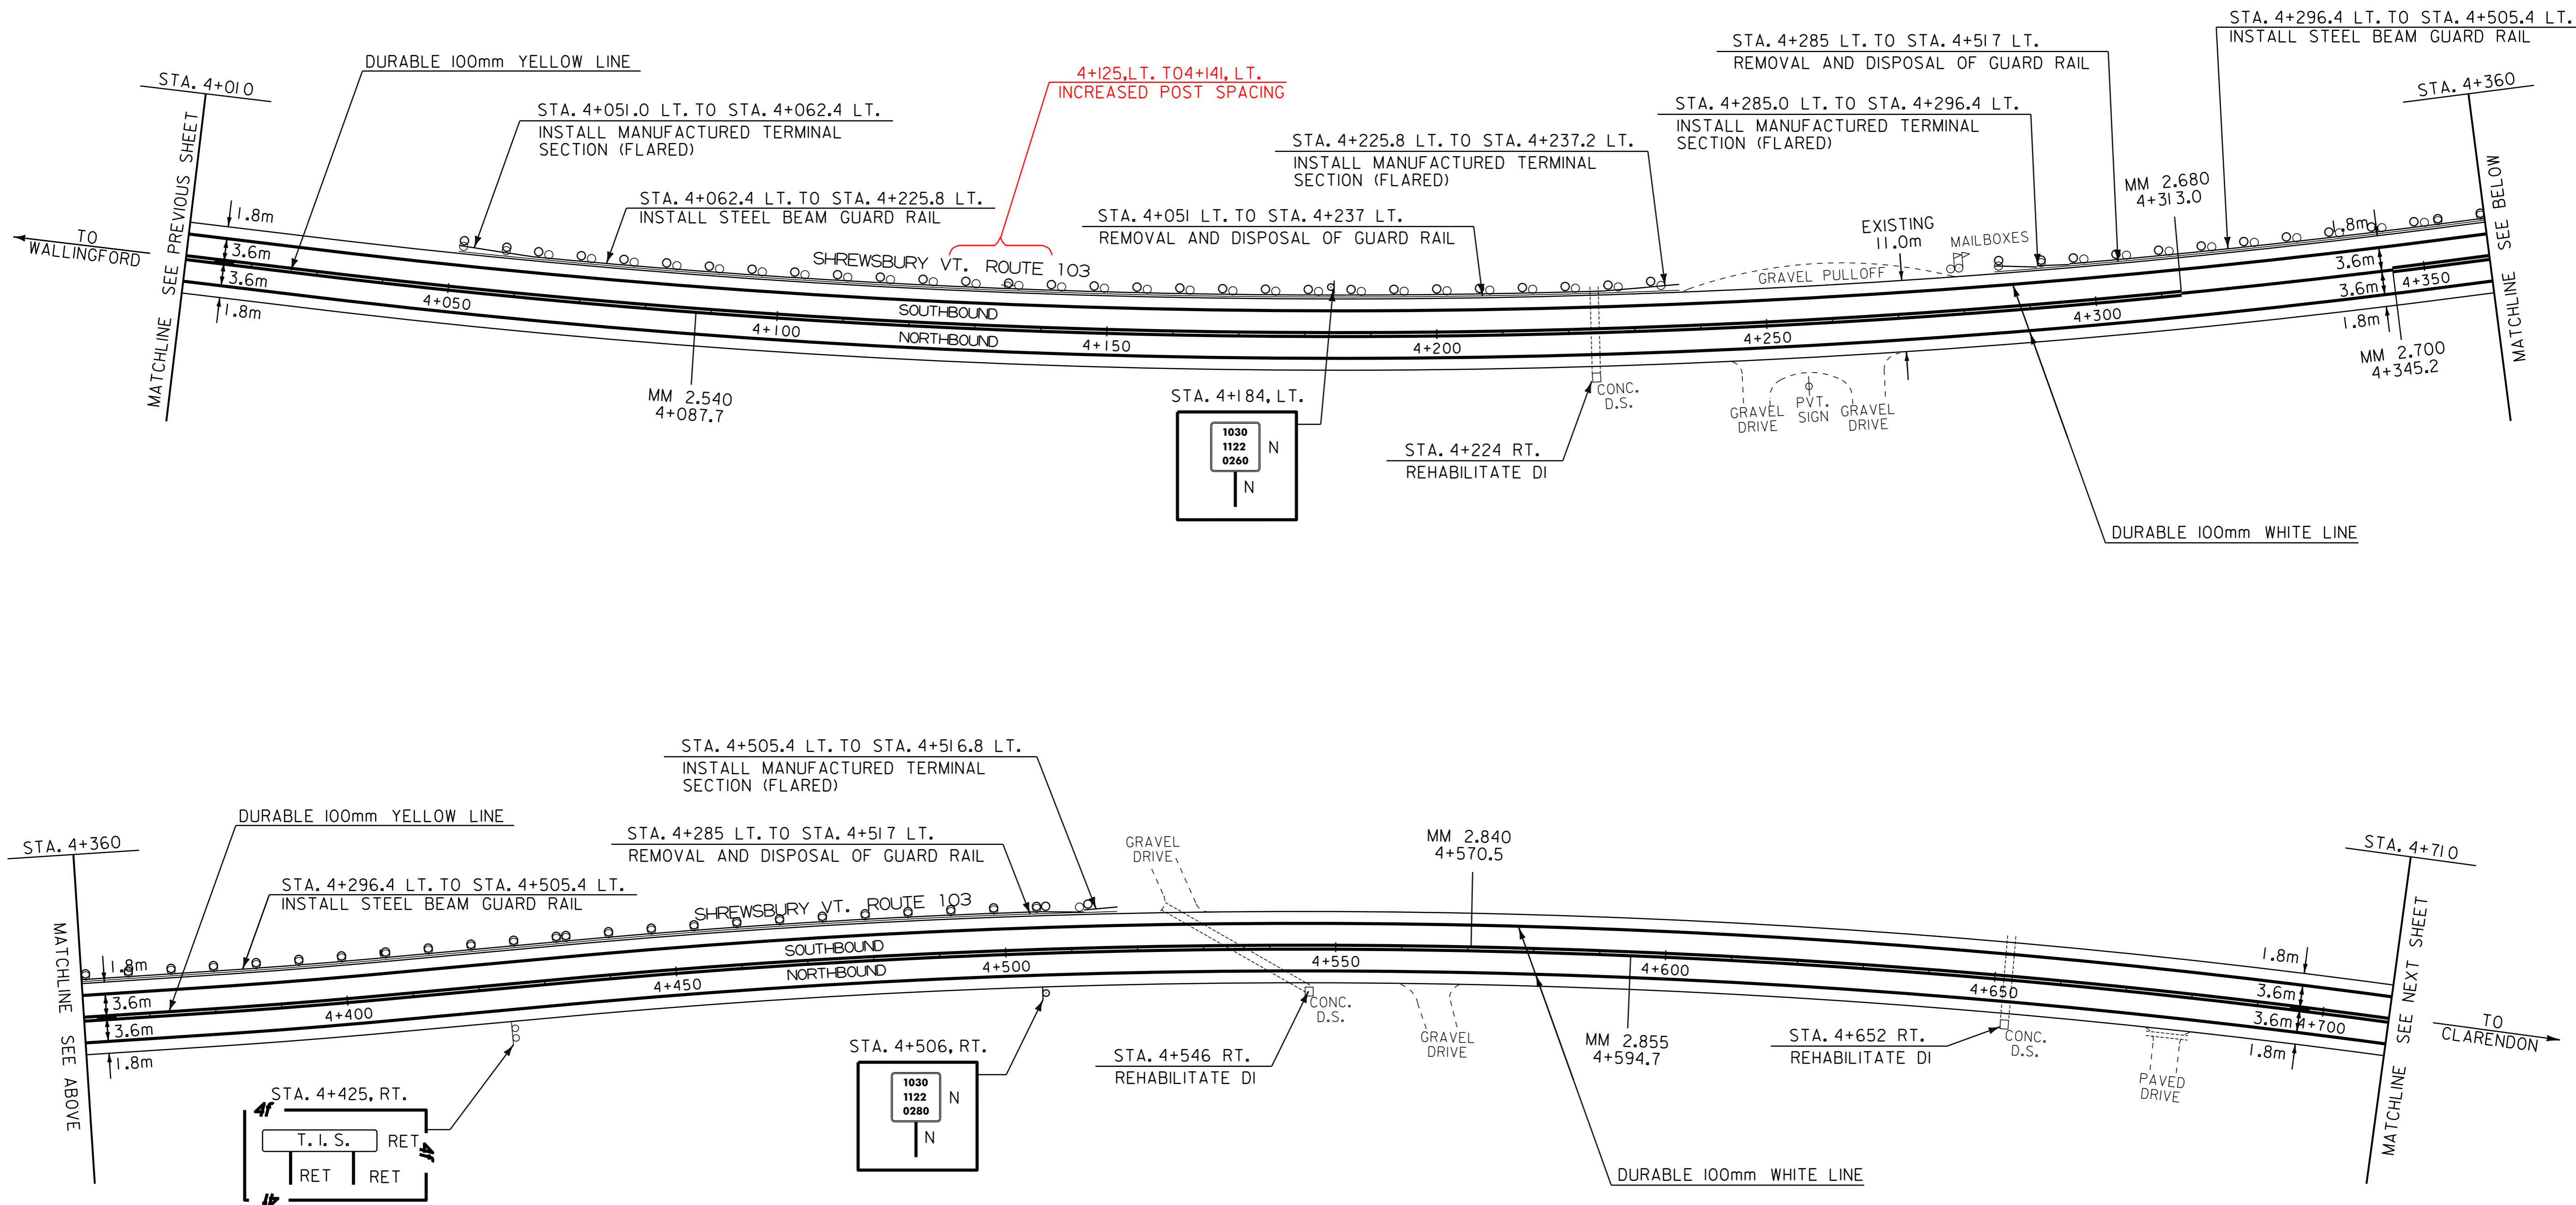 STA. 4+010
DURABLE 100mm YELLOW LINE
STA. 4+051.0 LT. TO STA. 4+062.4 LT.
INSTALL MANUFACTURED TERMINAL
SECTION (FLARED)
STA. 4+062.4 LT. TO STA. 4+225.8 LT.
INSTALL STEEL BEAM GUARD RAIL
4+125, LT. TO4+141, LT.
INCREASED POST SPACING
STA. 4+051 LT. TO STA. 4+237 LT.
REMOVAL AND DISPOSAL OF GUARD RAIL
STA. 4+225.8 LT. TO STA. 4+237.2 LT.
INSTALL MANUFACTURED TERMINAL
SECTION (FLARED)
STA. 4+285 LT. TO STA. 4+517 LT.
REMOVAL AND DISPOSAL OF GUARD RAIL
STA. 4+285.0 LT. TO STA. 4+296.4 LT.
INSTALL MANUFACTURED TERMINAL
SECTION (FLARED)
STA. 4+296.4 LT. TO STA. 4+505.4 LT.
INSTALL STEEL BEAM GUARD RAIL
STA. 4+360
MM 2.680
4+313.0
EXISTING
11.0m
MAILBOXES
GRAVEL PULLOFF
TO
WALLINGFORD
MATCHLINE SEE PREVIOUS SHEET
1.8m
3.6m
3.6m
1.8m
SHREWSBURY VT. ROUTE 103
SOUTHBOUND
NORTHBOUND
4+050
4+100
4+150
4+200
4+250
4+300
4+350
1.8m
3.6m
3.6m
1.8m
MATCHLINE SEE BELOW
MM 2.540
4+087.7
STA. 4+184, LT.
1030
1122
0260
N
N
CONC.
D.S.
STA. 4+224 RT.
REHABILITATE DI
GRAVEL
DRIVE
PVT.
SIGN
GRAVEL
DRIVE
MM 2.700
4+345.2
DURABLE 100mm WHITE LINE
STA. 4+360
DURABLE 100mm YELLOW LINE
STA. 4+296.4 LT. TO STA. 4+505.4 LT.
INSTALL STEEL BEAM GUARD RAIL
STA. 4+505.4 LT. TO STA. 4+516.8 LT.
INSTALL MANUFACTURED TERMINAL
SECTION (FLARED)
STA. 4+285 LT. TO STA. 4+517 LT.
REMOVAL AND DISPOSAL OF GUARD RAIL
GRAVEL
DRIVE
MM 2.840
4+570.5
STA. 4+710
MATCHLINE SEE ABOVE
1.8m
3.6m
3.6m
1.8m
SHREWSBURY VT. ROUTE 103
SOUTHBOUND
NORTHBOUND
4+400
4+450
4+500
4+550
4+600
4+650
4+700
1.8m
3.6m
3.6m
1.8m
MATCHLINE SEE NEXT SHEET
TO
CLARENDON
STA. 4+425, RT.
4f
T.I.S.
RET
4f
RET
RET
4f
STA. 4+506, RT.
1030
1122
0280
N
N
STA. 4+546 RT.
REHABILITATE DI
CONC.
D.S.
GRAVEL
DRIVE
MM 2.855
4+594.7
STA. 4+652 RT.
REHABILITATE DI
CONC.
D.S.
PAVED
DRIVE
DURABLE 100mm WHITE LINE